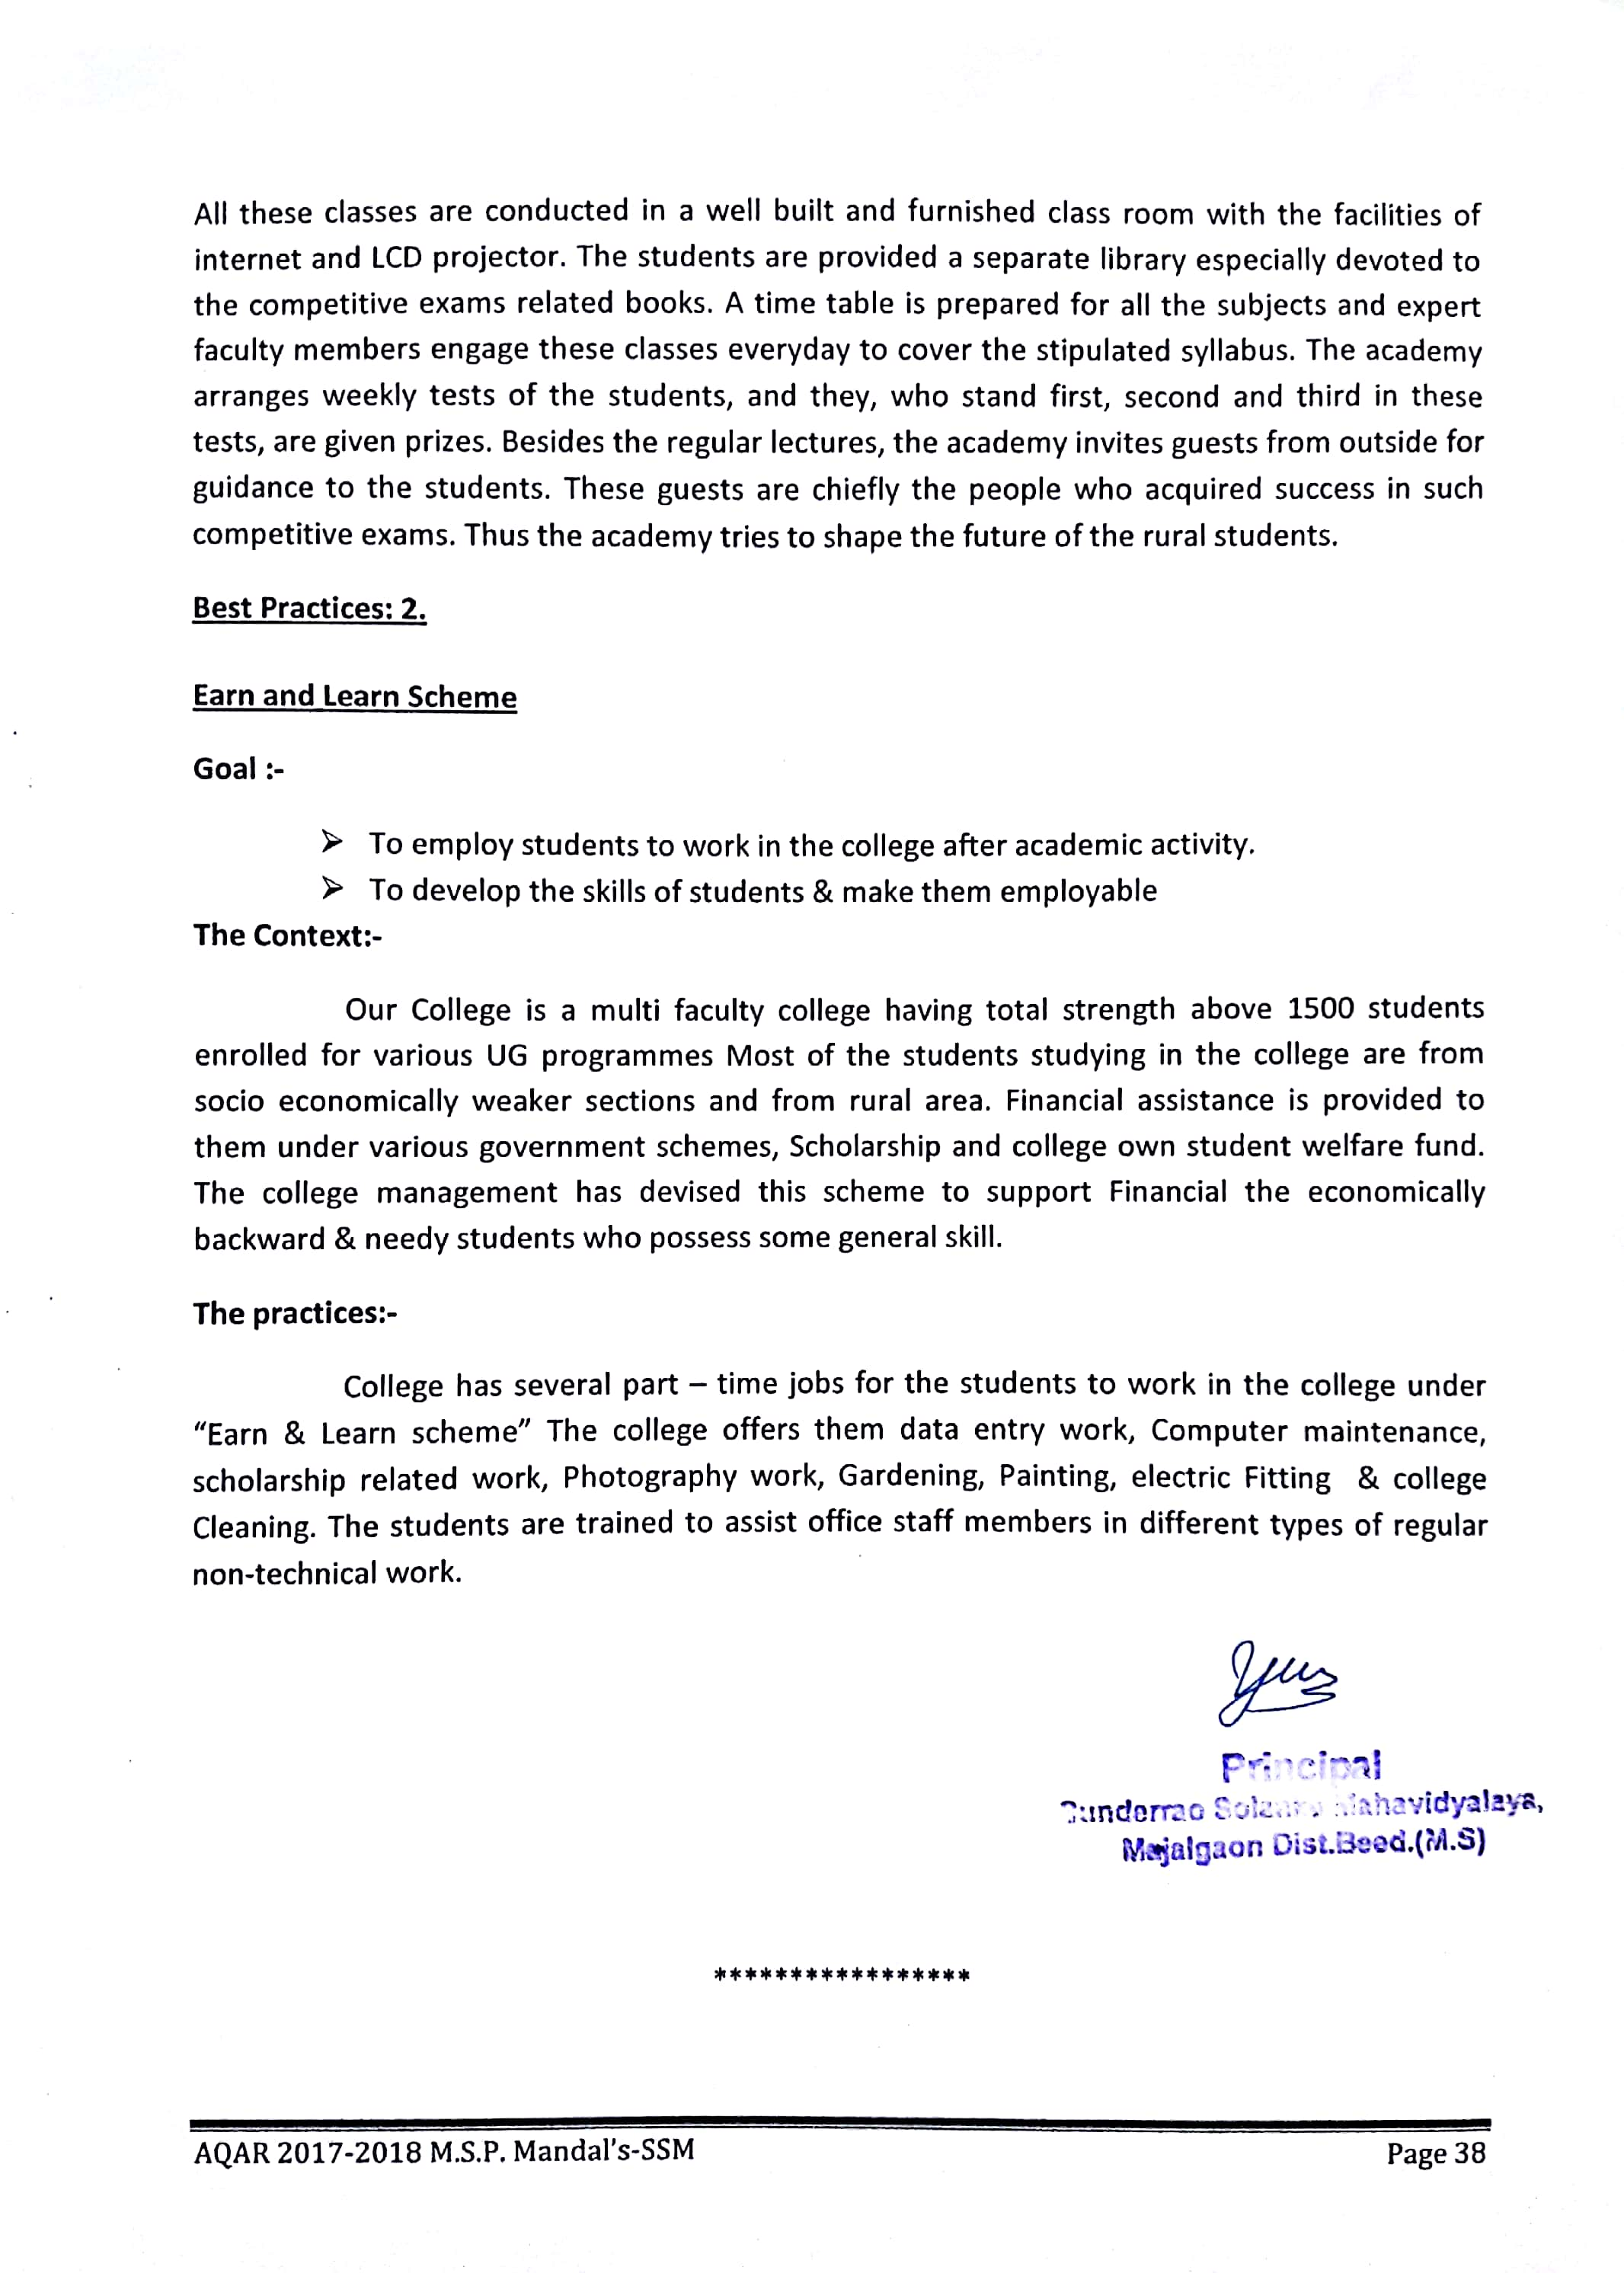 All these classes are conducted in a well built and furnished class room with the facilities of
internet and LCD projector. The students are provided a separate library especially devoted to
the competitive exams related books. A time table is prepared for all the subjects and expert
faculty members engage these classes everyday to cover the stipulated syllabus. The academy
arranges weekly tests of the students, and they, who stand first, second and third in these
tests, are given prizes. Besides the regular lectures, the academy invites guests from outside for
guidance to the students. These guests are chiefly the people who acquired success in such
competitive exams. Thus the academy tries to shape the future of the rural students.
Best Practices: 2.
Earn and Learn Scheme
Goal :-
➢ To employ students to work in the college after academic activity.
➢ To develop the skills of students & make them employable
The Context:-
Our College is a multi faculty college having total strength above 1500 students
enrolled for various UG programmes Most of the students studying in the college are from
socio economically weaker sections and from rural area. Financial assistance is provided to
them under various government schemes, Scholarship and college own student welfare fund.
The college management has devised this scheme to support Financial the economically
backward & needy students who possess some general skill.
The practices:-
College has several part – time jobs for the students to work in the college under
“Earn & Learn scheme” The college offers them data entry work, Computer maintenance,
scholarship related work, Photography work, Gardening, Painting, electric Fitting & college
Cleaning. The students are trained to assist office staff members in different types of regular
non-technical work.
Principal
Sunderrao Mahavidyalaya,
Majalgaon Dist.Beed.(M.S)
*****************
AQAR 2017-2018 M.S.P. Mandal's-SSM
Page 38